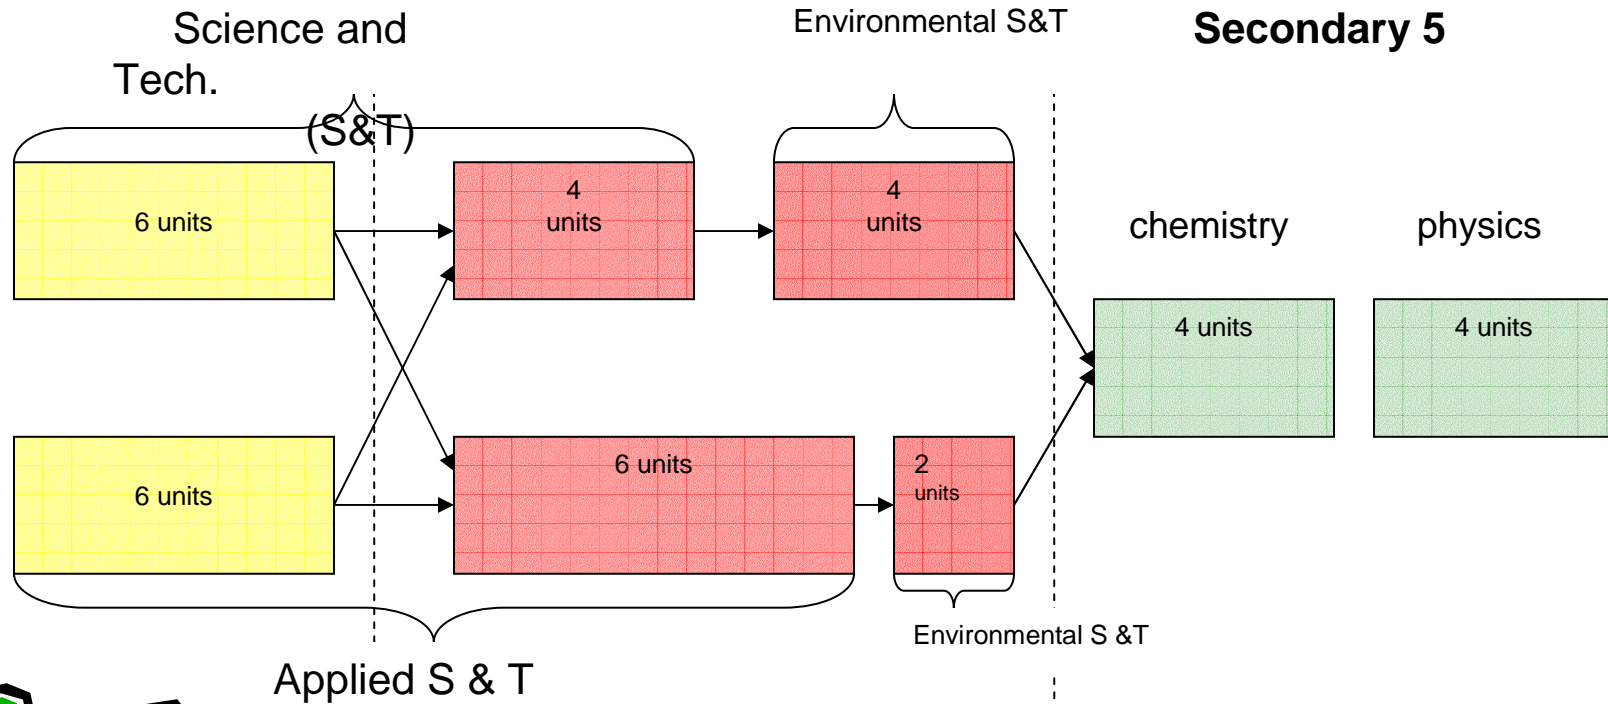 Science and
Tech.
(S&T)
Environmental S&T
Secondary 5
6 units
4
units
4
units
chemistry
physics
4 units
4 units
6 units
6 units
2
units
Environmental S &T
Applied S & T